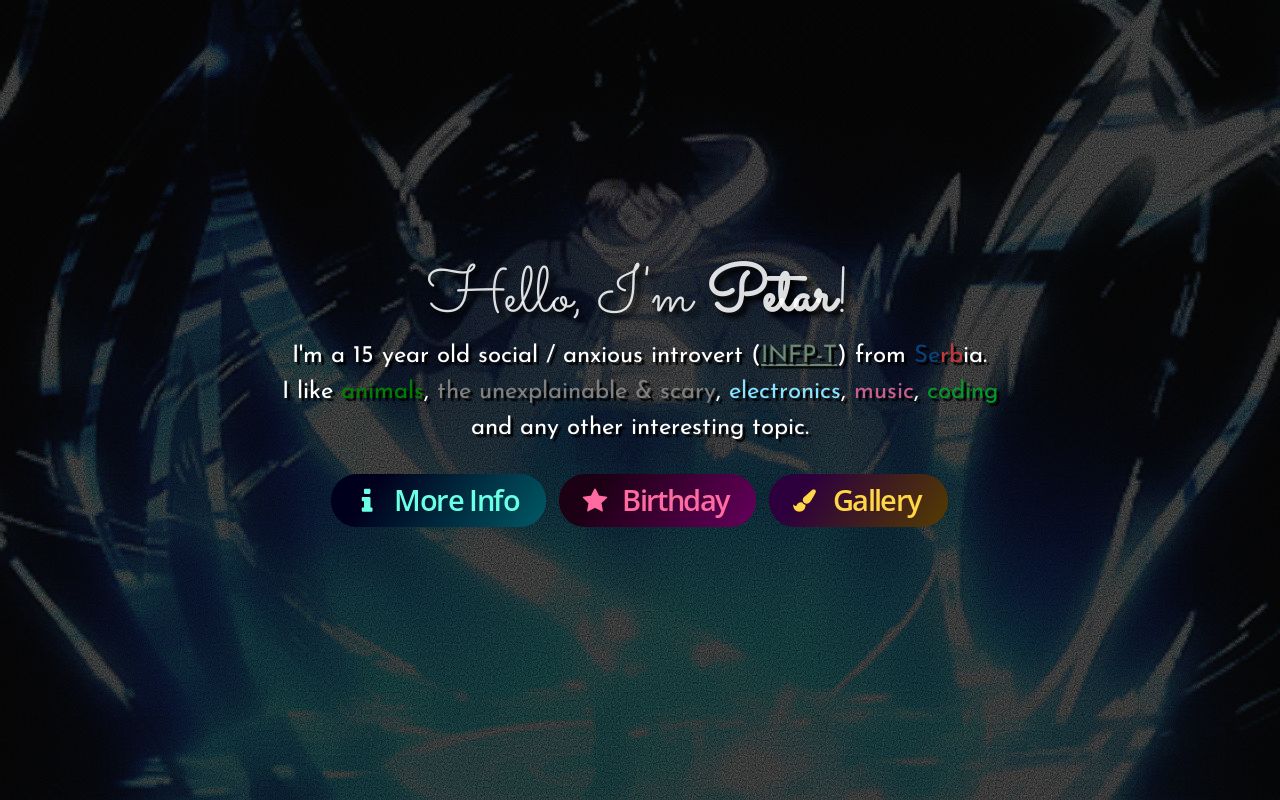 Hello, I'm Petar!
I'm a 15 year old social / anxious introvert (INFP-T) from Serbia.
I like animals, the unexplainable & scary, electronics, music, coding
and any other interesting topic.
More Info Birthday Gallery